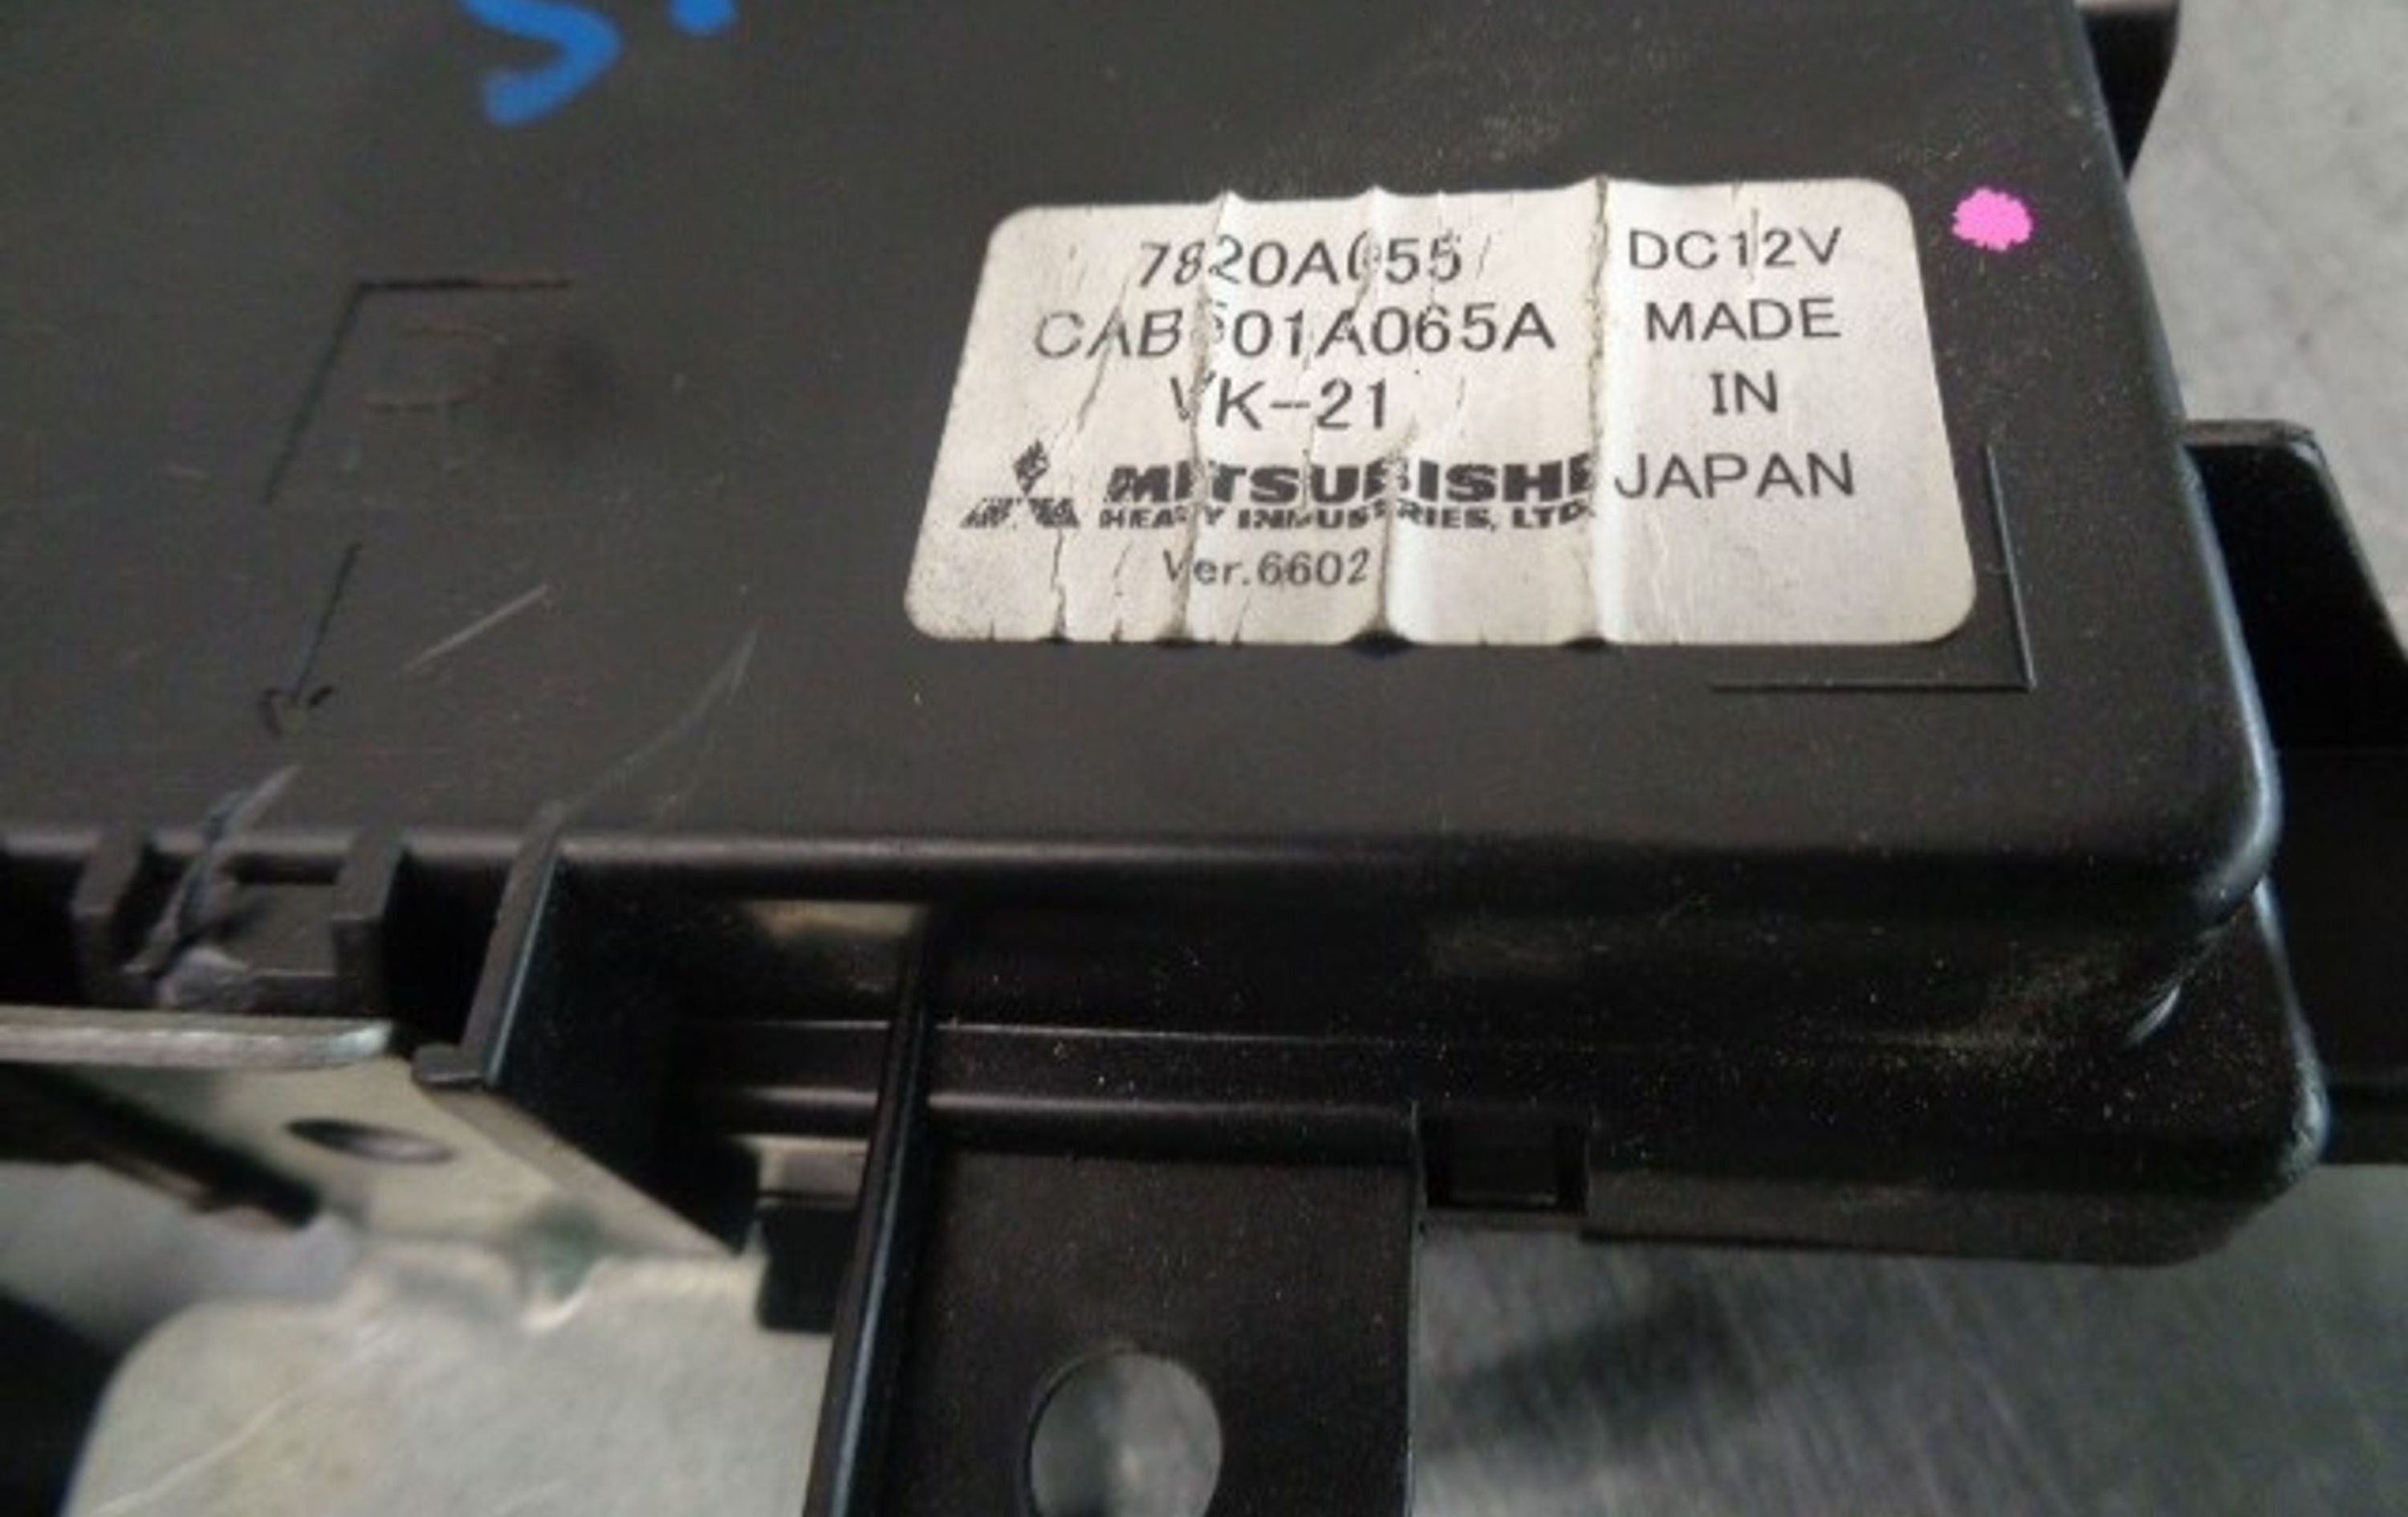 7820A055
DC12V
CAB501A065A
MADE
VK-21
IN
MITSUBISHI
JAPAN
HEAVY INDUSTRIES, LTD.
Ver.6602